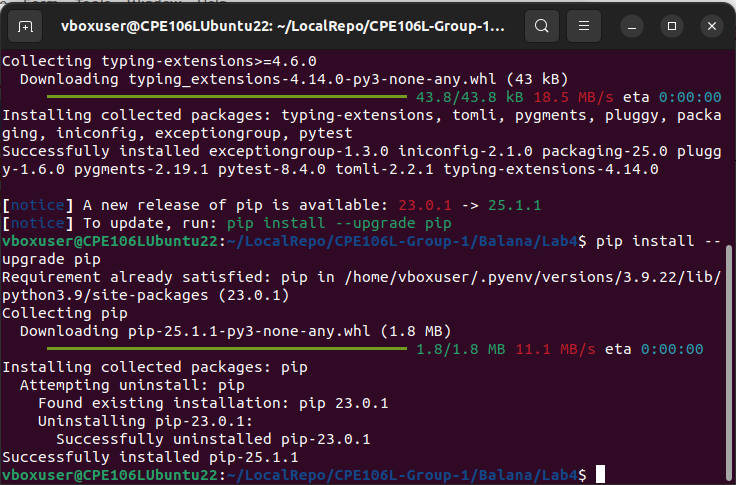 vboxuser@CPE106LUbuntu22: ~/LocalRepo/CPE106L-Group-1...
Collecting typing-extensions>=4.6.0
  Downloading typing_extensions-4.14.0-py3-none-any.whl (43 kB)
     43.8/43.8 kB 18.5 MB/s eta 0:00:00
Installing collected packages: typing-extensions, tomli, pygments, pluggy, packa
ging, iniconfig, exceptiongroup, pytest
Successfully installed exceptiongroup-1.3.0 iniconfig-2.1.0 packaging-25.0 plugg
y-1.6.0 pygments-2.19.1 pytest-8.4.0 tomli-2.2.1 typing-extensions-4.14.0
[notice] A new release of pip is available: 23.0.1 -> 25.1.1
[notice] To update, run: pip install --upgrade pip
vboxuser@CPE106LUbuntu22:~/LocalRepo/CPE106L-Group-1/Balana/Lab4$ pip install --
upgrade pip
Requirement already satisfied: pip in /home/vboxuser/.pyenv/versions/3.9.22/lib/
python3.9/site-packages (23.0.1)
Collecting pip
  Downloading pip-25.1.1-py3-none-any.whl (1.8 MB)
     1.8/1.8 MB 11.1 MB/s eta 0:00:00
Installing collected packages: pip
  Attempting uninstall: pip
    Found existing installation: pip 23.0.1
    Uninstalling pip-23.0.1:
      Successfully uninstalled pip-23.0.1
Successfully installed pip-25.1.1
vboxuser@CPE106LUbuntu22:~/LocalRepo/CPE106L-Group-1/Balana/Lab4$